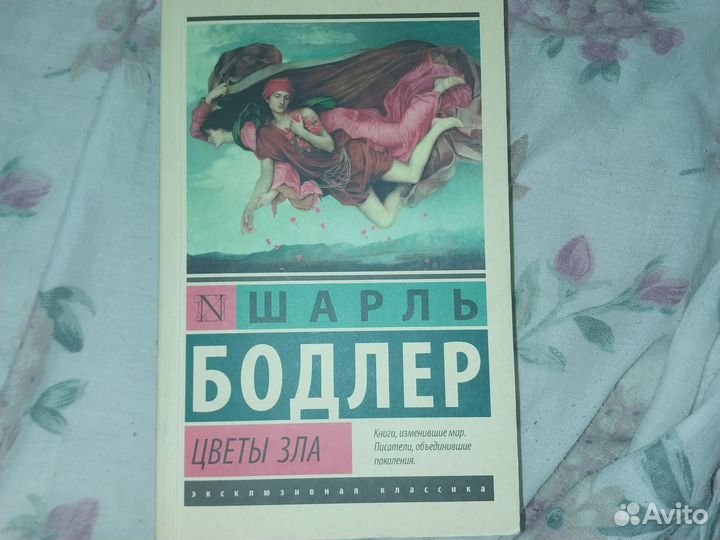 N ШАРЛЬ
БОДЛЕР
ЦВЕТЫ ЗЛА
Книги, изменившие мир.
Писатели, объединившие
поколения.
эксклюзивная классика
Avito